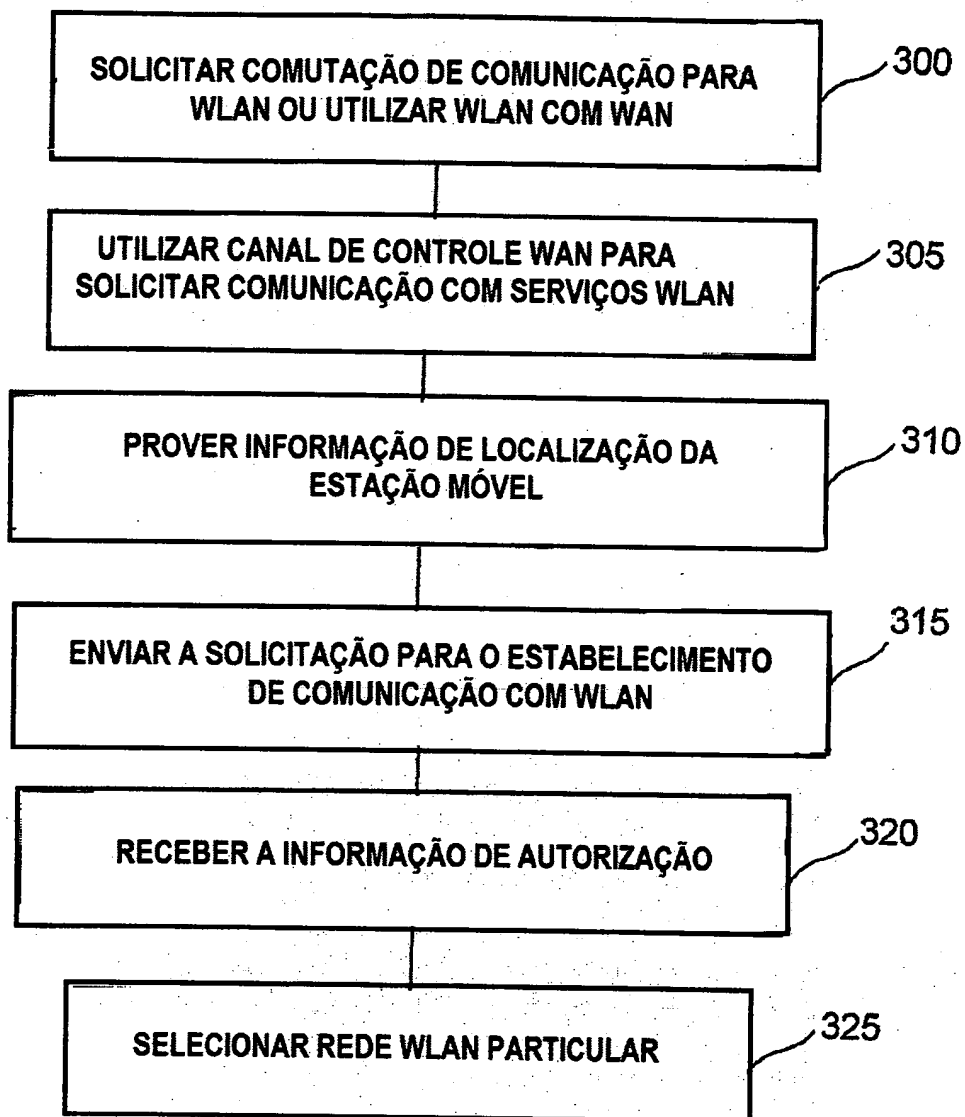 SOLICITAR COMUTAÇÃO DE COMUNICAÇÃO PARA
WLAN OU UTILIZAR WLAN COM WAN
300
UTILIZAR CANAL DE CONTROLE WAN PARA
SOLICITAR COMUNICAÇÃO COM SERVIÇOS WLAN
305
PROVER INFORMAÇÃO DE LOCALIZAÇÃO DA
ESTAÇÃO MÓVEL
310
ENVIAR A SOLICITAÇÃO PARA O ESTABELECIMENTO
DE COMUNICAÇÃO COM WLAN
315
RECEBER A INFORMAÇÃO DE AUTORIZAÇÃO
320
SELECIONAR REDE WLAN PARTICULAR
325